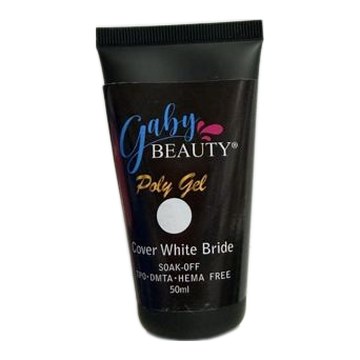 Gaby
BEAUTY®
Poly Gel
Cover White Bride
SOAK-OFF
TPO-DMTA-HEMA FREE
50ml